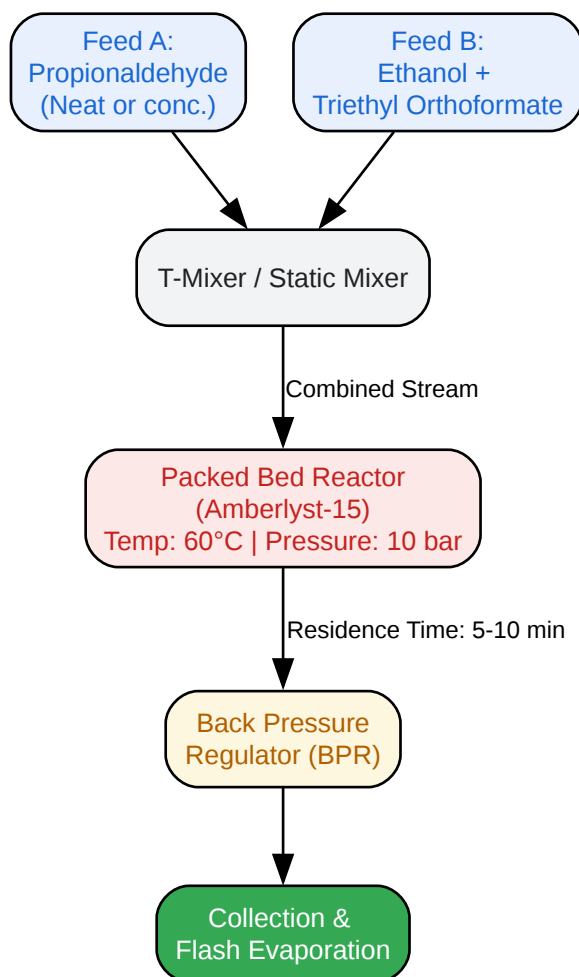 Feed A:
Propionaldehyde
(Neat or conc.)
Feed B:
Ethanol +
Triethyl Orthoformate
T-Mixer / Static Mixer
Combined Stream
Packed Bed Reactor
(Amberlyst-15)
Temp: 60°C | Pressure: 10 bar
Residence Time: 5-10 min
Back Pressure
Regulator (BPR)
Collection &
Flash Evaporation